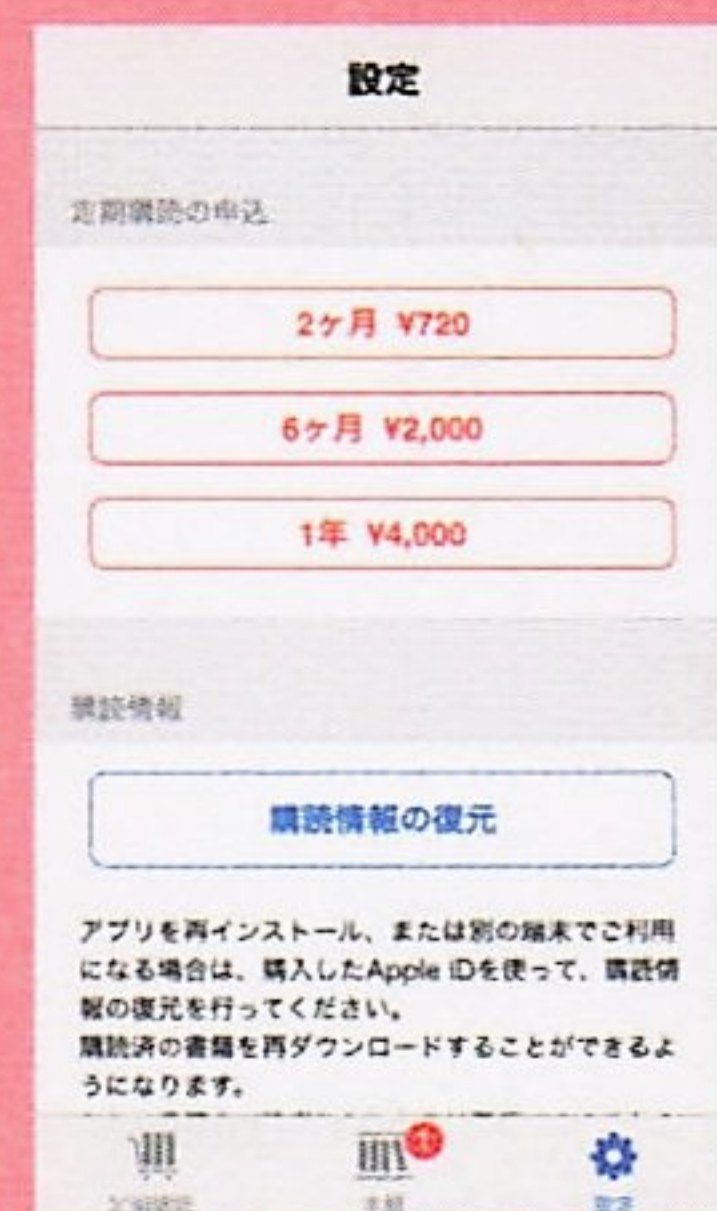 設定
定期購読の申込
2ヶ月 ¥720
6ヶ月 ¥2,000
1年 ¥4,000
購読情報
購読情報の復元
アプリを再インストール、または別の端末でご利用
になる場合は、購入したApple IDを使って、購読情
報の復元を行ってください。
購読済の書籍を再ダウンロードすることができるよ
うになります。
本棚
設定